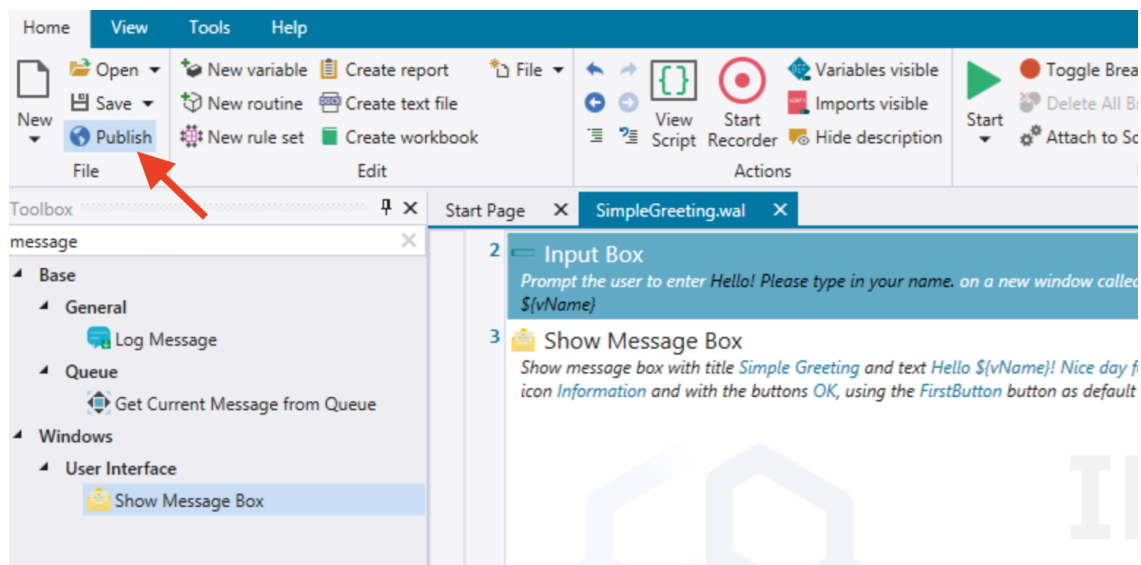 Home View Tools Help
Open New variable Create report File Variables visible Toggle
Save New routine Create text file Imports visible Delete All
New View Start Start
Publish New rule set Create workbook Script Recorder Hide description Attach to
File Edit Actions
Toolbox
message
Base
General
Log Message
Queue
Get Current Message from Queue
Windows
User Interface
Show Message Box
Start Page SimpleGreeting.wal
2 Input Box
Prompt the user to enter Hello! Please type in your name. on a new window called
${vName}
3 Show Message Box
Show message box with title Simple Greeting and text Hello ${vName}! Nice day
icon Information and with the buttons OK, using the FirstButton button as default